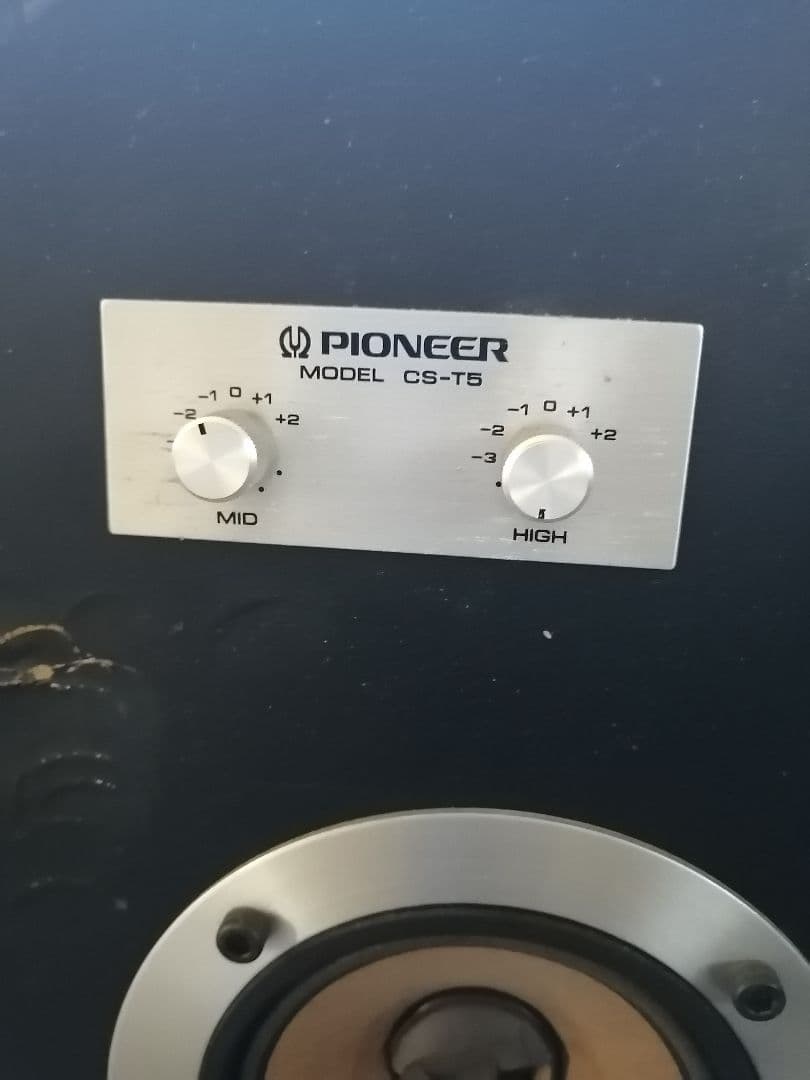 PIONEER
MODEL CS-T5
-2 -1 0 +1 +2
-3 -2 -1 0 +1 +2
MID
HIGH